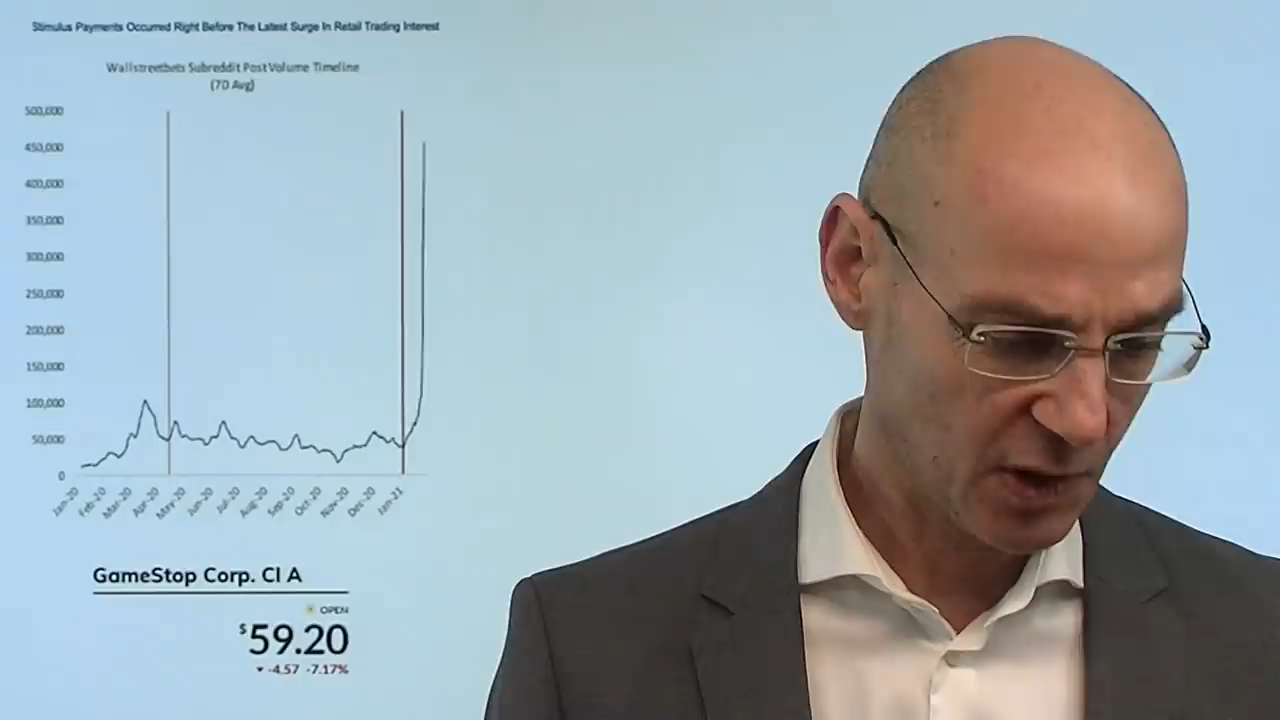 Stimulus Payments Occurred Right Before The Latest Surge In Retail Trading Interest
Wallstreetbets Subreddit Post Volume Timeline
(7D Avg)
500,000
450,000
400,000
350,000
300,000
250,000
200,000
150,000
100,000
50,000
0
Jan-20
Feb-20
Mar-20
Apr-20
May-20
Jun-20
Jul-20
Aug-20
Sep-20
Oct-20
Nov-20
Dec-20
Jan-21
GameStop Corp. Cl A
OPEN
$59.20
▼ -4.57 -7.17%